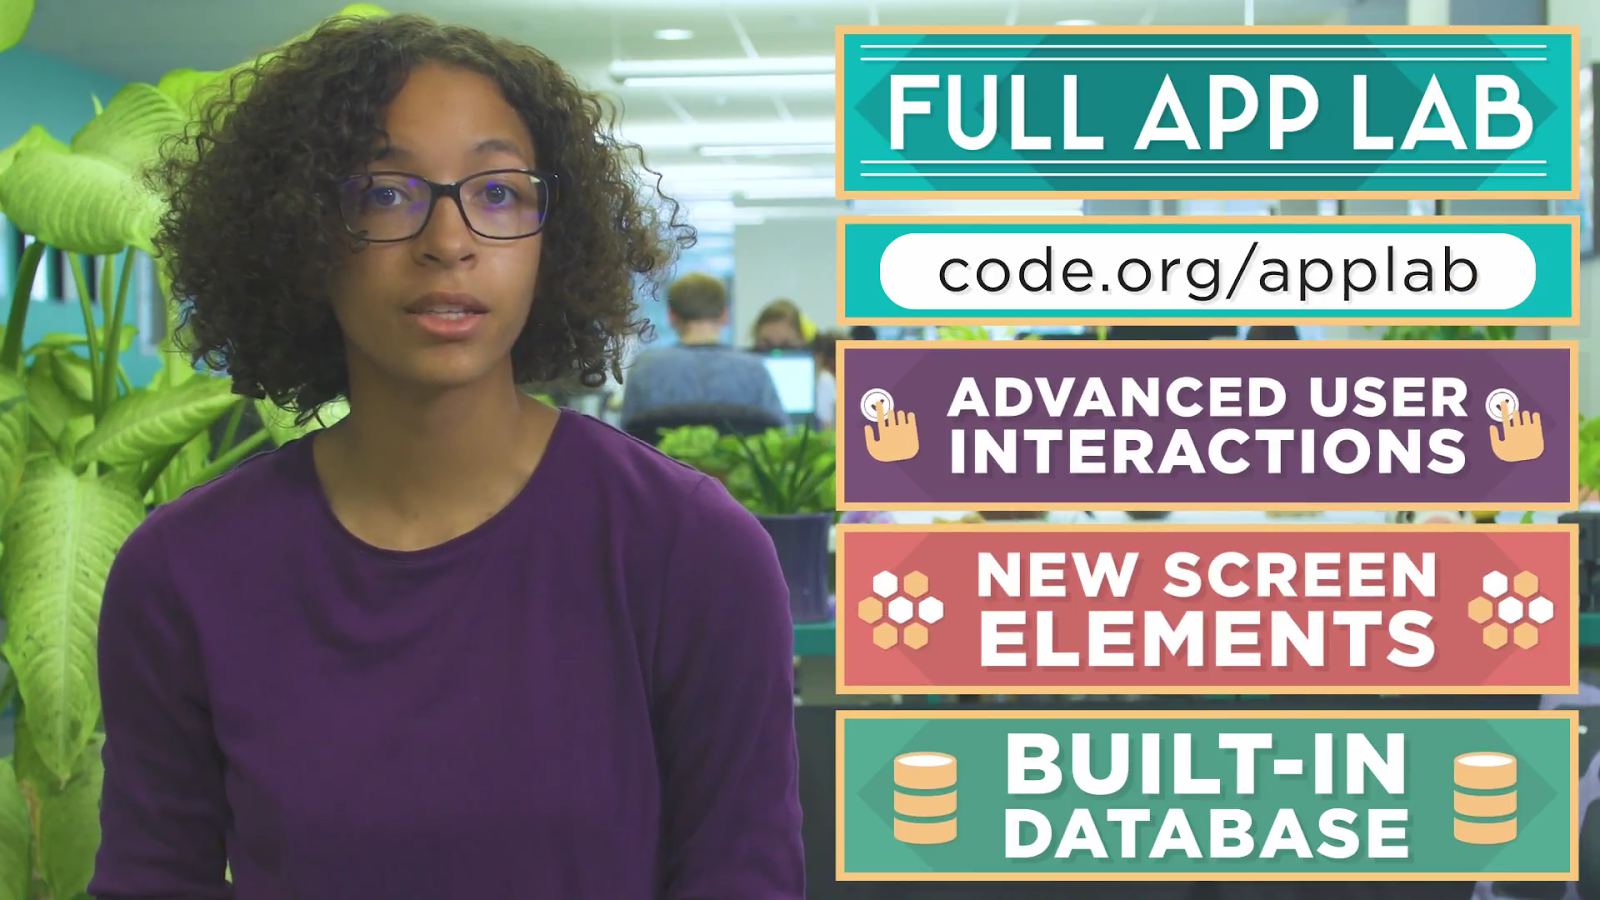 FULL APP LAB
code.org/applab
ADVANCED USER
INTERACTIONS
NEW SCREEN
ELEMENTS
BUILT-IN
DATABASE